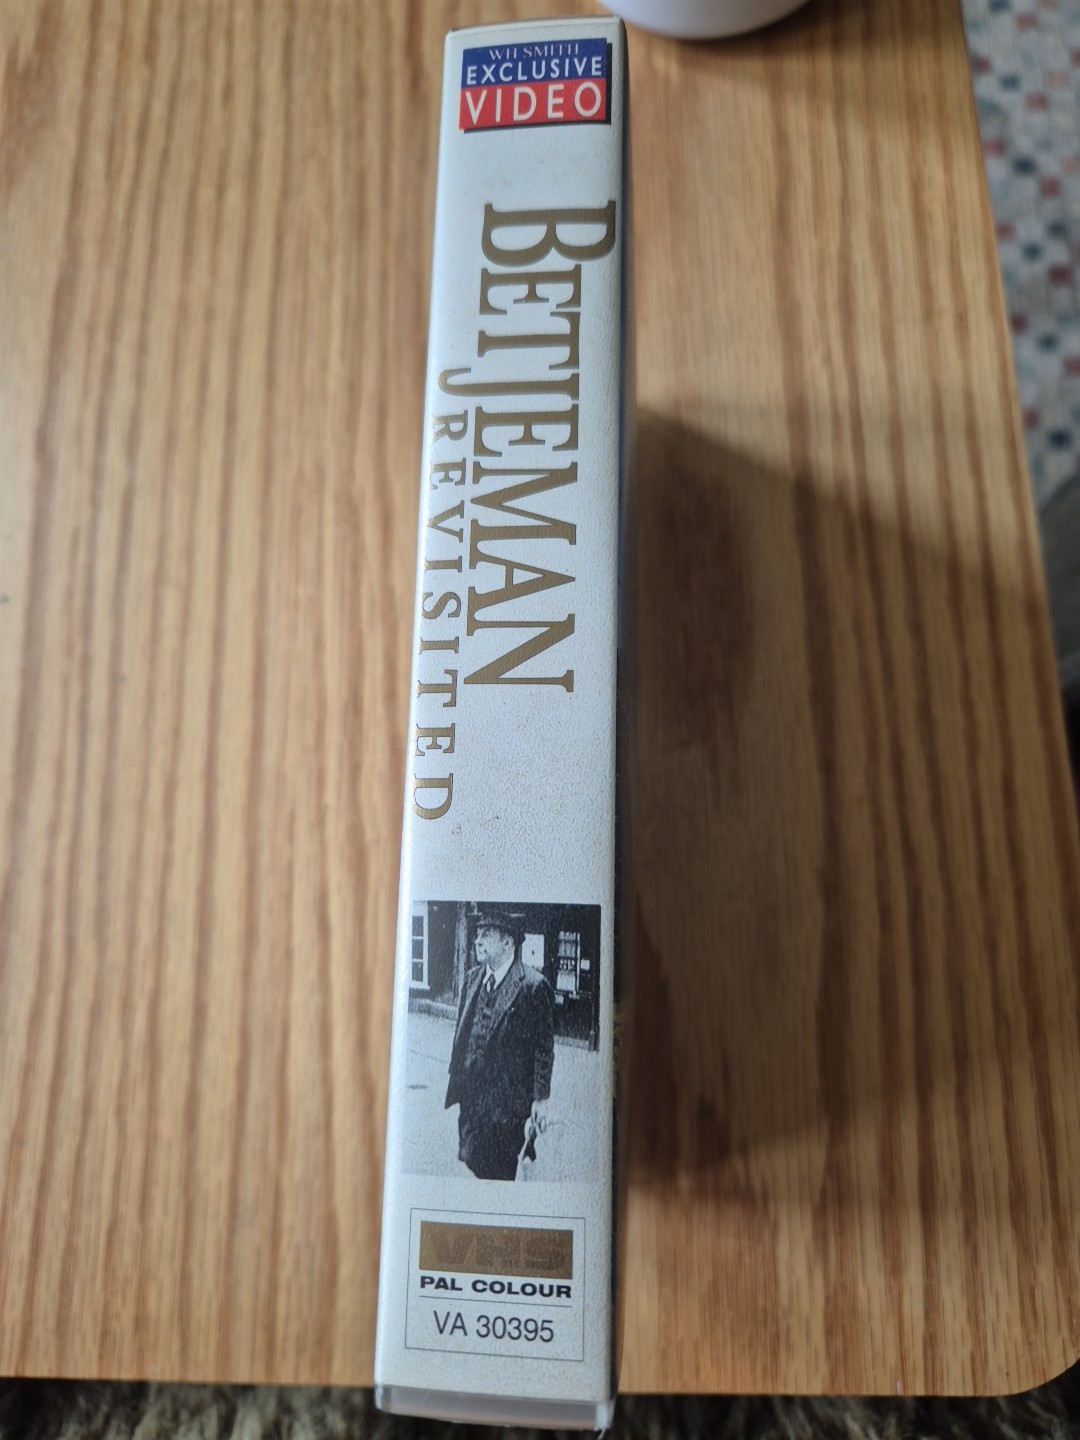 WH SMITH
EXCLUSIVE
VIDEO
BETJEMAN
REVISITED
VHS
PAL COLOUR
VA 30395